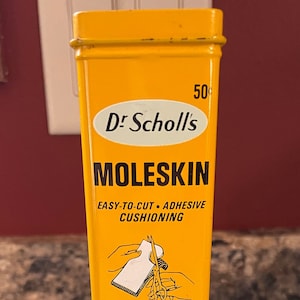 50¢
Dr Scholl's
MOLESKIN
EASY-TO-CUT • ADHESIVE
CUSHIONING